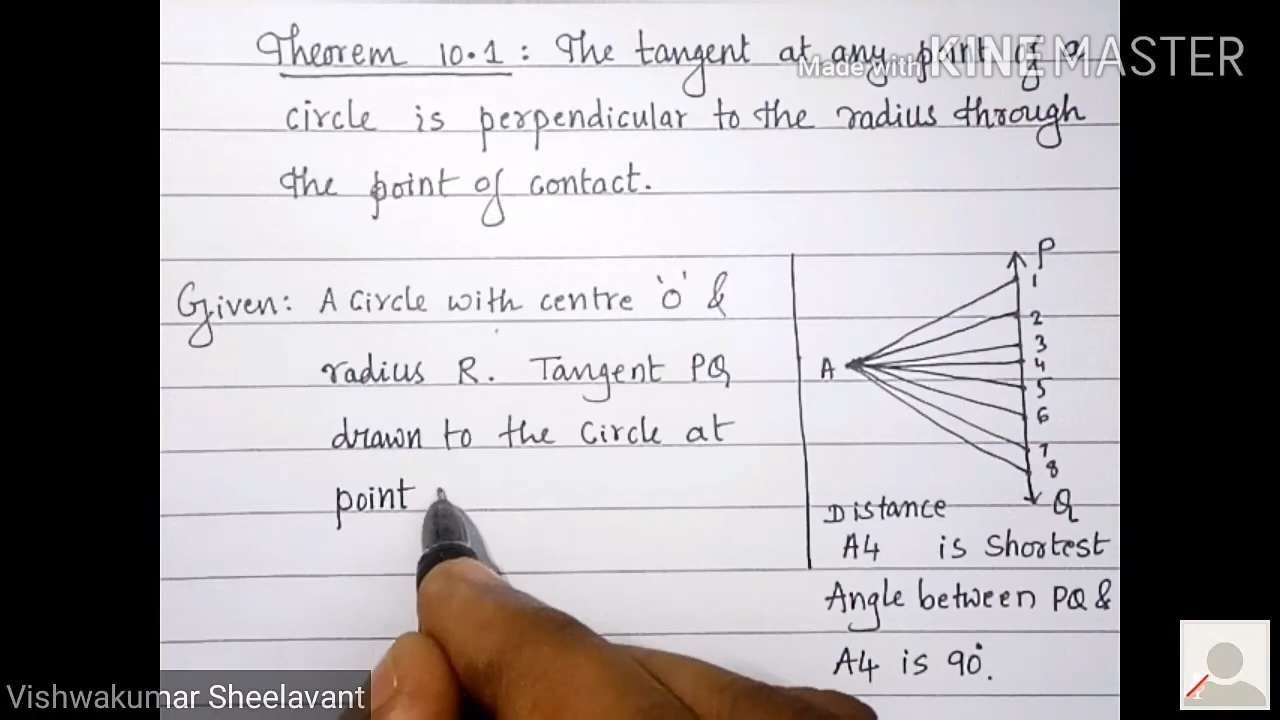 Theorem 10.1: The tangent at any point of a
Made with KINEMASTER
circle is perpendicular to the radius through
the point of contact.
Given: A Circle with centre 'O' &
radius R. Tangent PQ
drawn to the Circle at
point
P
1
2
3
A
4
5
6
7
8
Q
Distance
A4 is Shortest
Angle between PQ &
A4 is 90°.
Vishwakumar Sheelavant